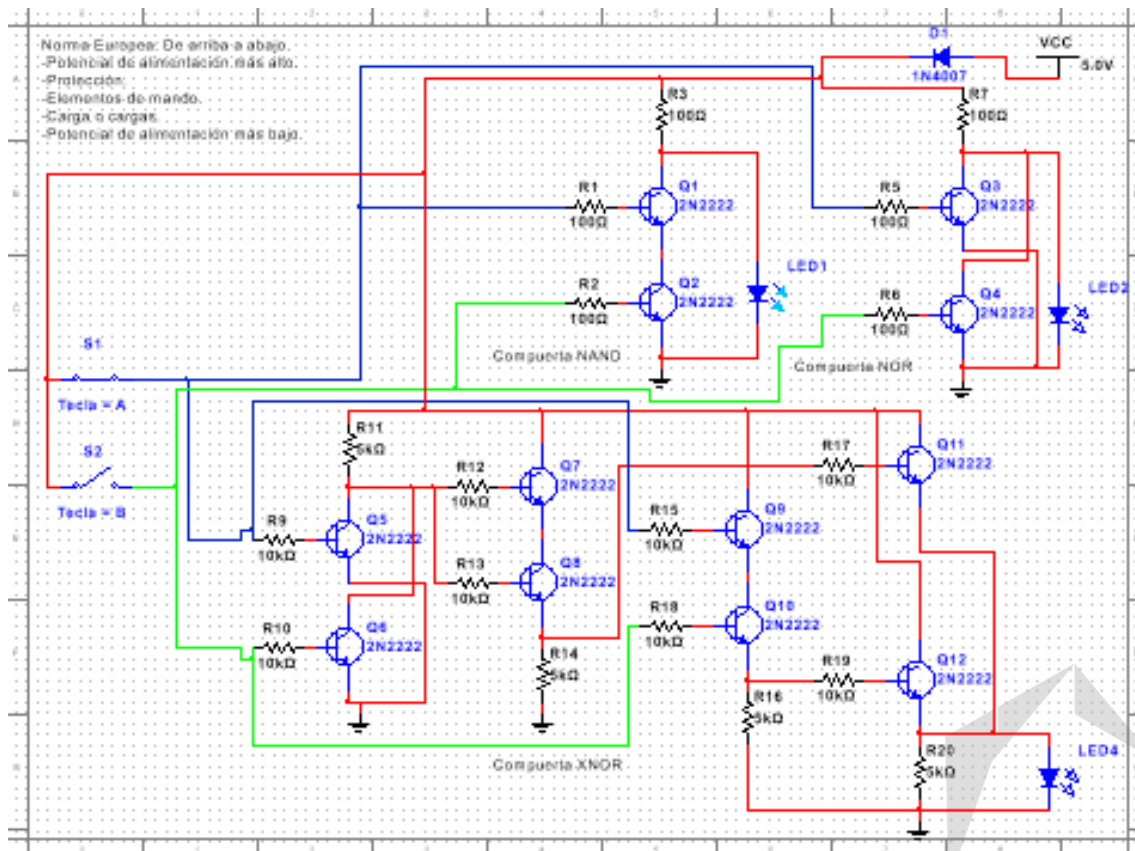 Norma Europea: De arriba a abajo.
-Potencial de alimentación más alto.
-Protección.
-Elementos de mando.
-Carga o cargas.
-Potencial de alimentación más bajo.
D1
1N4007
VCC
5.0V
R3
100Ω
R7
100Ω
R1
100Ω
Q1
2N2222
R5
100Ω
Q3
2N2222
LED1
R2
100Ω
Q2
2N2222
LED2
R6
100Ω
Q4
2N2222
Compuerta NAND
Compuerta NOR
S1
Tecla = A
S2
Tecla = B
R11
5kΩ
R12
10kΩ
Q7
2N2222
R17
10kΩ
Q11
2N2222
R9
10kΩ
Q5
2N2222
R15
10kΩ
Q9
2N2222
R13
10kΩ
Q8
2N2222
R10
10kΩ
Q6
2N2222
R18
10kΩ
Q10
2N2222
R14
5kΩ
R19
10kΩ
Q12
2N2222
R16
5kΩ
Compuerta XNOR
R20
5kΩ
LED4